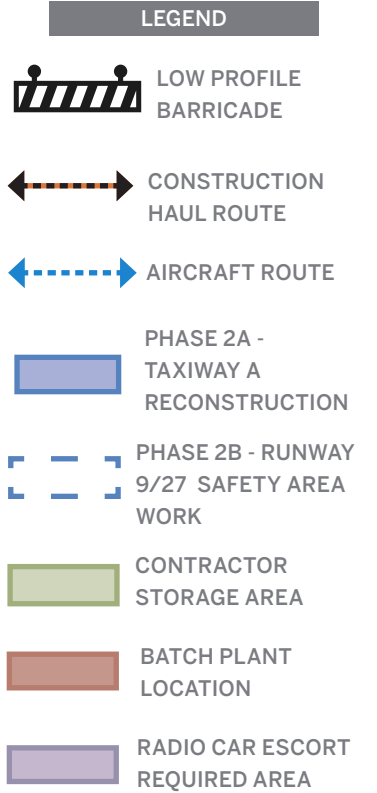 LEGEND
LOW PROFILE
BARRICADE
CONSTRUCTION
HAUL ROUTE
AIRCRAFT ROUTE
PHASE 2A -
TAXIWAY A
RECONSTRUCTION
PHASE 2B - RUNWAY
9/27 SAFETY AREA
WORK
CONTRACTOR
STORAGE AREA
BATCH PLANT
LOCATION
RADIO CAR ESCORT
REQUIRED AREA